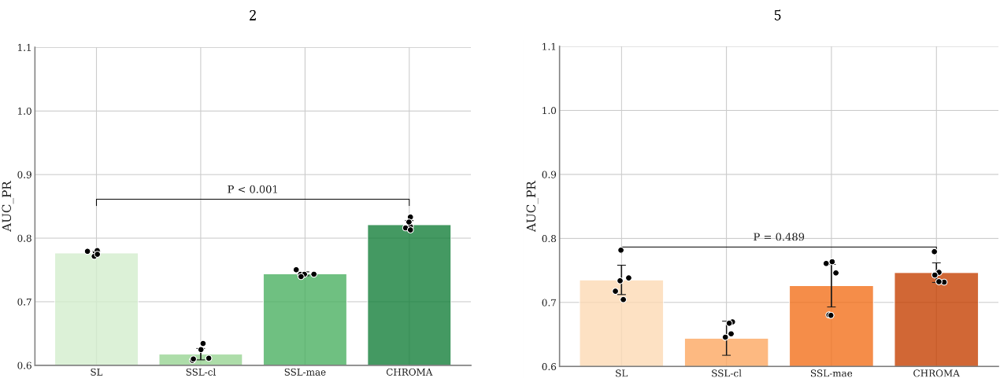 2
AUC_PR
1.1
1.0
0.9
0.8
0.7
0.6
P < 0.001
SL SSL-cl SSL-mae CHROMA
5
AUC_PR
1.1
1.0
0.9
0.8
0.7
0.6
P = 0.489
SL SSL-cl SSL-mae CHROMA